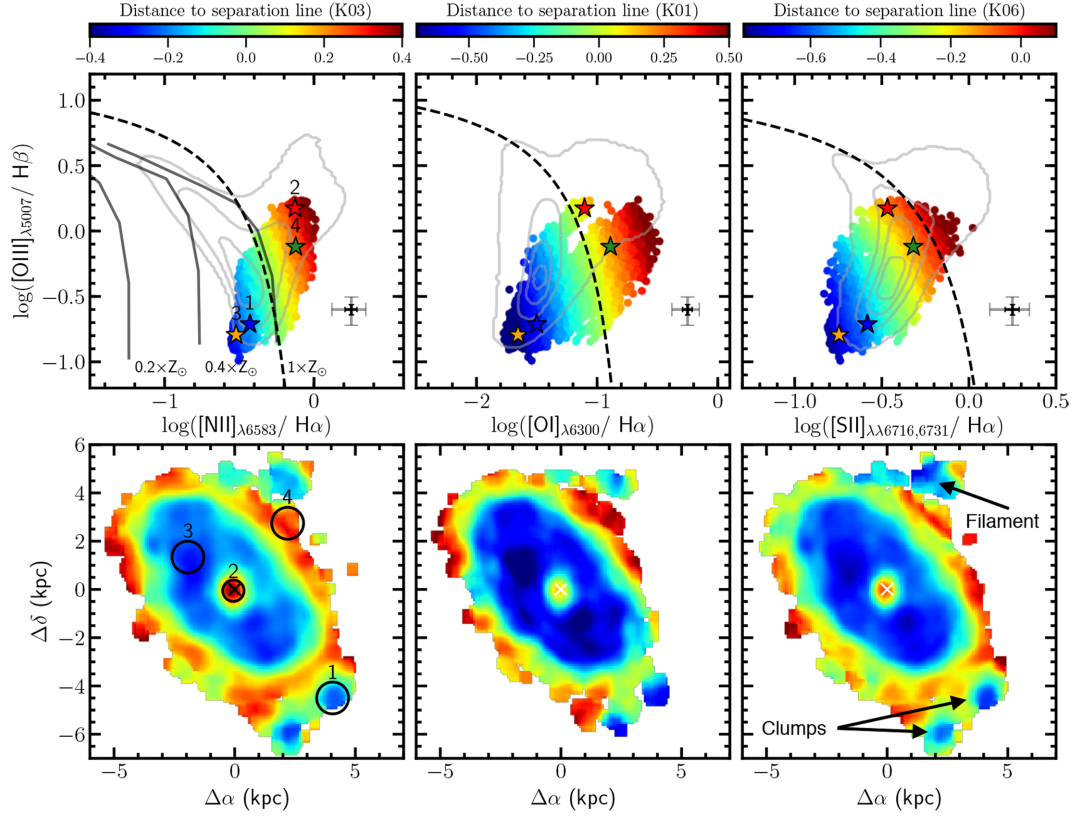 Distance to separation line (K03)
Distance to separation line (K01)
Distance to separation line (K06)
−0.4 −0.2 0.0 0.2 0.4
−0.50 −0.25 0.00 0.25 0.50
−0.6 −0.4 −0.2 0.0
log([OIII]λ5007/ Hβ)
1.0
0.5
0.0
−0.5
−1.0
2
4
1
3
0.2×Z⊙ 0.4×Z⊙ 1×Z⊙
−1 0
−2 −1 0
−1.0 −0.5 0.0 0.5
log([NII]λ6583/ Hα)
log([OI]λ6300/ Hα)
log([SII]λλ6716,6731/ Hα)
Δδ (kpc)
6
4
2
0
−2
−4
−6
4
3
2
1
Filament
Clumps
−5 0 5
−5 0 5
−5 0 5
Δα (kpc)
Δα (kpc)
Δα (kpc)